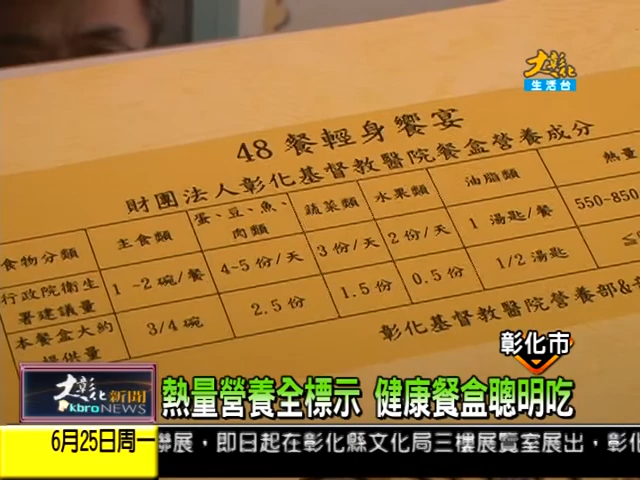 大彰化
生活台
48 餐輕身饗宴
財團法人彰化基督教醫院餐盒營養成分
食物分類 主食類 蛋、豆、魚、肉類 蔬菜類 水果類 油脂類 熱量
行政院衛生署建議量 1 ~2 碗/餐 4~5 份/天 3 份/天 2 份/天 1 湯匙/餐 550-850
本餐盒大約提供量 3/4 碗 2.5 份 1.5 份 0.5 份 1/2 湯匙
彰化基督教醫院營養部&
彰化市
大彰化新聞
kbro NEWS
熱量營養全標示 健康餐盒聰明吃
6月25日周一
聯展，即日起在彰化縣文化局三樓展覽室展出，彰化